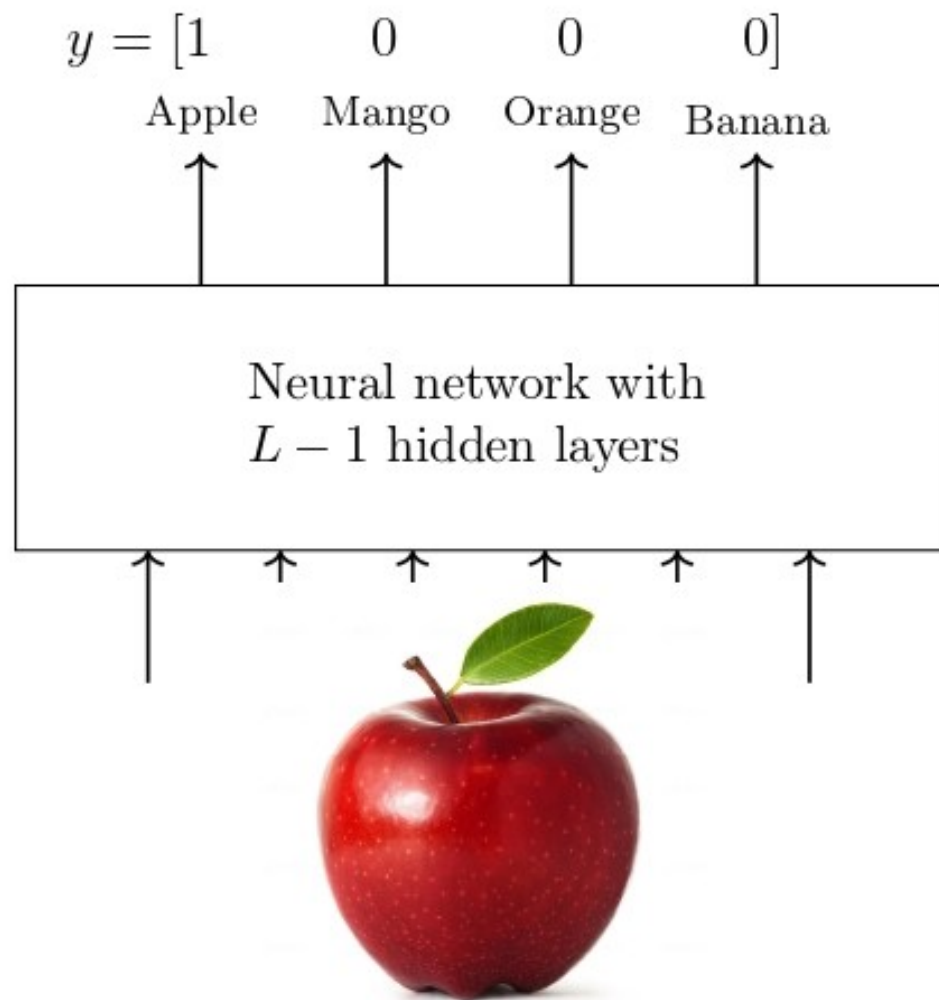 y = [1 0 0 0]
Apple Mango Orange Banana
Neural network with
L − 1 hidden layers